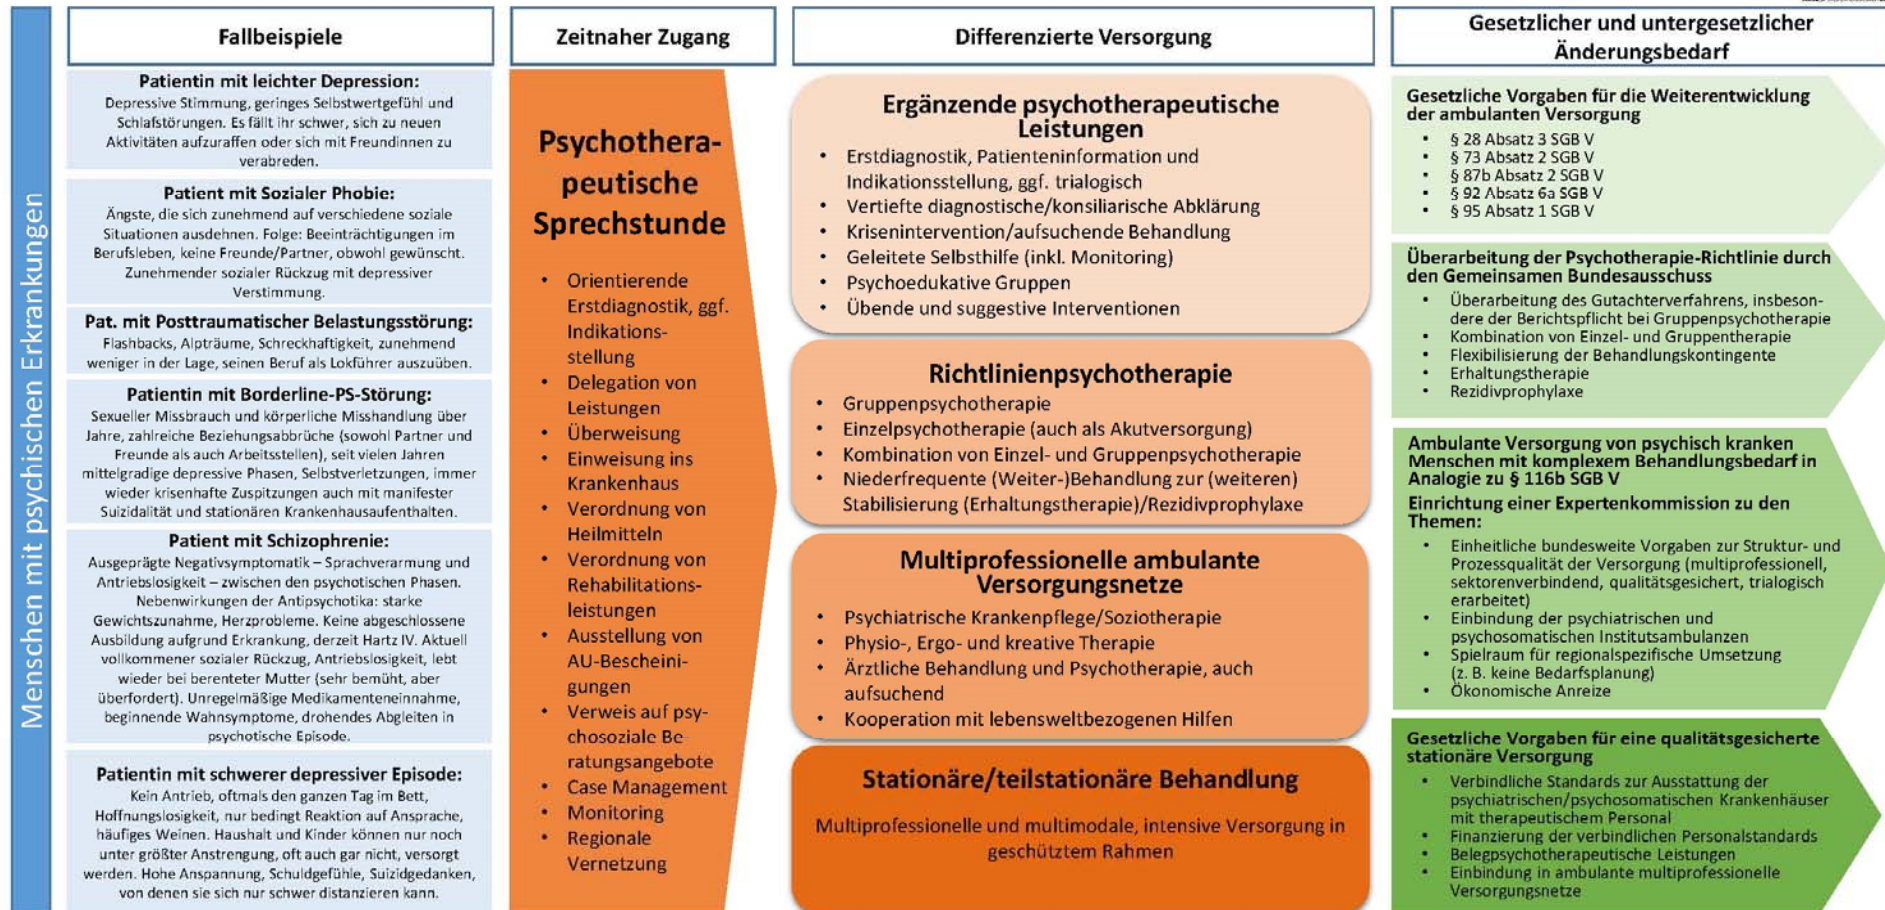 Menschen mit psychischen Erkrankungen
Fallbeispiele
Patientin mit leichter Depression:
Depressive Stimmung, geringes Selbstwertgefühl und
Schlafstörungen. Es fällt ihr schwer, sich zu neuen
Aktivitäten aufzuraffen oder sich mit Freundinnen zu
verabreden.
Patient mit Sozialer Phobie:
Ängste, die sich zunehmend auf verschiedene soziale
Situationen ausdehnen. Folge: Beeinträchtigungen im
Berufsleben, keine Freunde/Partner, obwohl gewünscht.
Zunehmender sozialer Rückzug mit depressiver
Verstimmung.
Pat. mit Posttraumatischer Belastungsstörung:
Flashbacks, Alpträume, Schreckhaftigkeit, zunehmend
weniger in der Lage, seinen Beruf als Lokführer auszuüben.
Patientin mit Borderline-PS-Störung:
Sexueller Missbrauch und körperliche Misshandlung über
Jahre, zahlreiche Beziehungsabbrüche (sowohl Partner und
Freunde als auch Arbeitsstellen), seit vielen Jahren
mittelgradige depressive Phasen, Selbstverletzungen, immer
wieder krisenhafte Zuspitzungen auch mit manifester
Suizidalität und stationären Krankenhausaufenthalten.
Patient mit Schizophrenie:
Ausgeprägte Negativsymptomatik – Sprachverarmung und
Antriebslosigkeit – zwischen den psychotischen Phasen.
Nebenwirkungen der Antipsychotika: starke
Gewichtszunahme, Herzprobleme. Keine abgeschlossene
Ausbildung aufgrund Erkrankung, derzeit Hartz IV. Aktuell
vollkommener sozialer Rückzug, Antriebslosigkeit, lebt
wieder bei berenteter Mutter (sehr bemüht, aber
überfordert). Unregelmäßige Medikamenteneinnahme,
beginnende Wahnsymptome, drohendes Abgleiten in
psychotische Episode.
Patientin mit schwerer depressiver Episode:
Kein Antrieb, oftmals den ganzen Tag im Bett,
Hoffnungslosigkeit, nur bedingt Reaktion auf Ansprache,
häufiges Weinen. Haushalt und Kinder können nur noch
unter größter Anstrengung, oft auch gar nicht, versorgt
werden. Hohe Anspannung, Schuldgefühle, Suizidgedanken,
von denen sie sich nur schwer distanzieren kann.
Zeitnaher Zugang
Psychothera-
peutische
Sprechstunde
• Orientierende
Erstdiagnostik, ggf.
Indikations-
stellung
• Delegation von
Leistungen
• Überweisung
• Einweisung ins
Krankenhaus
• Verordnung von
Heilmitteln
• Verordnung von
Rehabilitations-
leistungen
• Ausstellung von
AU-Bescheini-
gungen
• Verweis auf psy-
chosoziale Be
ratungsangebote
• Case Management
• Monitoring
• Regionale
Vernetzung
Differenzierte Versorgung
Ergänzende psychotherapeutische
Leistungen
• Erstdiagnostik, Patienteninformation und
Indikationsstellung, ggf. trialogisch
• Vertiefte diagnostische/konsiliarische Abklärung
• Krisenintervention/aufsuchende Behandlung
• Geleitete Selbsthilfe (inkl. Monitoring)
• Psychoedukative Gruppen
• Übende und suggestive Interventionen
Richtlinienpsychotherapie
• Gruppenpsychotherapie
• Einzelpsychotherapie (auch als Akutversorgung)
• Kombination von Einzel- und Gruppenpsychotherapie
• Niederfrequente (Weiter-)Behandlung zur (weiteren)
Stabilisierung (Erhaltungstherapie)/Rezidivprophylaxe
Multiprofessionelle ambulante
Versorgungsnetze
• Psychiatrische Krankenpflege/Soziotherapie
• Physio-, Ergo- und kreative Therapie
• Ärztliche Behandlung und Psychotherapie, auch
aufsuchend
• Kooperation mit lebensweltbezogenen Hilfen
Stationäre/teilstationäre Behandlung
Multiprofessionelle und multimodale, intensive Versorgung in
geschütztem Rahmen
Gesetzlicher und untergesetzlicher
Änderungsbedarf
Gesetzliche Vorgaben für die Weiterentwicklung
der ambulanten Versorgung
• § 28 Absatz 3 SGB V
• § 73 Absatz 2 SGB V
• § 87b Absatz 2 SGB V
• § 92 Absatz 6a SGB V
• § 95 Absatz 1 SGB V
Überarbeitung der Psychotherapie-Richtlinie durch
den Gemeinsamen Bundesausschuss
• Überarbeitung des Gutachterverfahrens, insbeson-
dere der Berichtspflicht bei Gruppenpsychotherapie
• Kombination von Einzel- und Gruppentherapie
• Flexibilisierung der Behandlungskontingente
• Erhaltungstherapie
• Rezidivprophylaxe
Ambulante Versorgung von psychisch kranken
Menschen mit komplexem Behandlungsbedarf in
Analogie zu § 116b SGB V
Einrichtung einer Expertenkommission zu den
Themen:
• Einheitliche bundesweite Vorgaben zur Struktur- und
Prozessqualität der Versorgung (multiprofessionell,
sektorenverbindend, qualitätsgesichert, trialogisch
erarbeitet)
• Einbindung der psychiatrischen und
psychosomatischen Institutsambulanzen
• Spielraum für regionalspezifische Umsetzung
(z. B. keine Bedarfsplanung)
• Ökonomische Anreize
Gesetzliche Vorgaben für eine qualitätsgesicherte
stationäre Versorgung
• Verbindliche Standards zur Ausstattung der
psychiatrischen/psychosomatischen Krankenhäuser
mit therapeutischem Personal
• Finanzierung der verbindlichen Personalstandards
• Belegpsychotherapeutische Leistungen
• Einbindung in ambulante multiprofessionelle
Versorgungsnetze